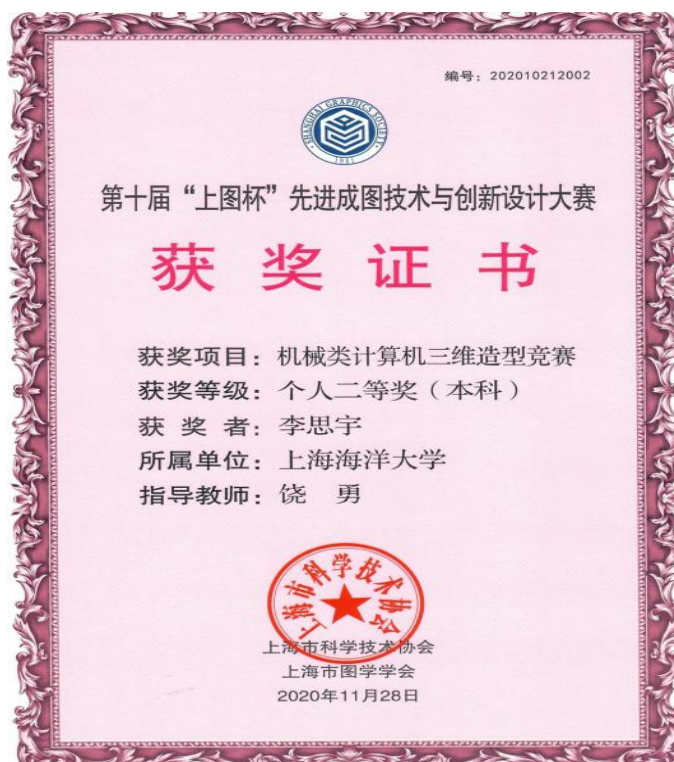 编号：202010212002
SHANGHAI GRAPHICS SOCIETY
1981
第十届“上图杯”先进成图技术与创新设计大赛
获奖证书
获奖项目：机械类计算机三维造型竞赛
获奖等级：个人二等奖（本科）
获奖者：李思宇
所属单位：上海海洋大学
指导教师：饶 勇
上海市科学技术协会
上海市科学技术协会
上海市图学学会
2020年11月28日